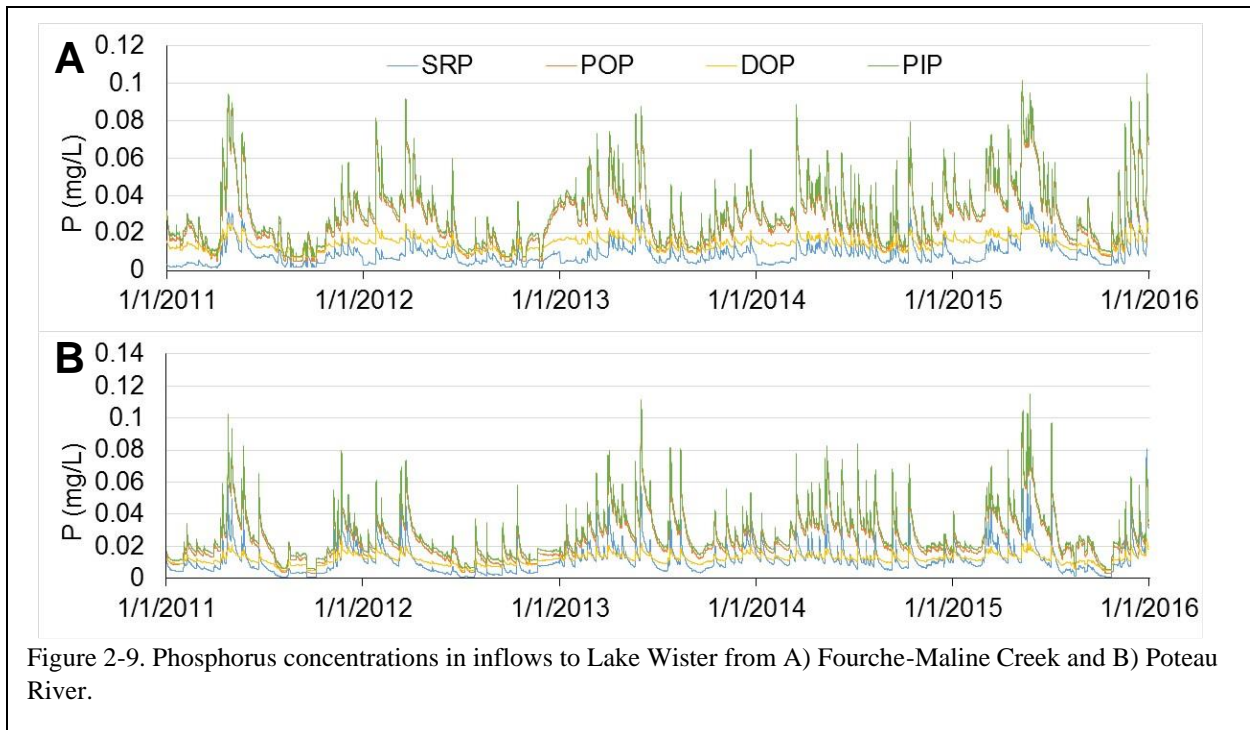 A
0.12
0.1
0.08
0.06
0.04
0.02
0
P (mg/L)
SRP POP DOP PIP
1/1/2011 1/1/2012 1/1/2013 1/1/2014 1/1/2015 1/1/2016
B
0.14
0.12
0.1
0.08
0.06
0.04
0.02
0
P (mg/L)
1/1/2011 1/1/2012 1/1/2013 1/1/2014 1/1/2015 1/1/2016
Figure 2-9. Phosphorus concentrations in inflows to Lake Wister from A) Fourche-Maline Creek and B) Poteau
River.